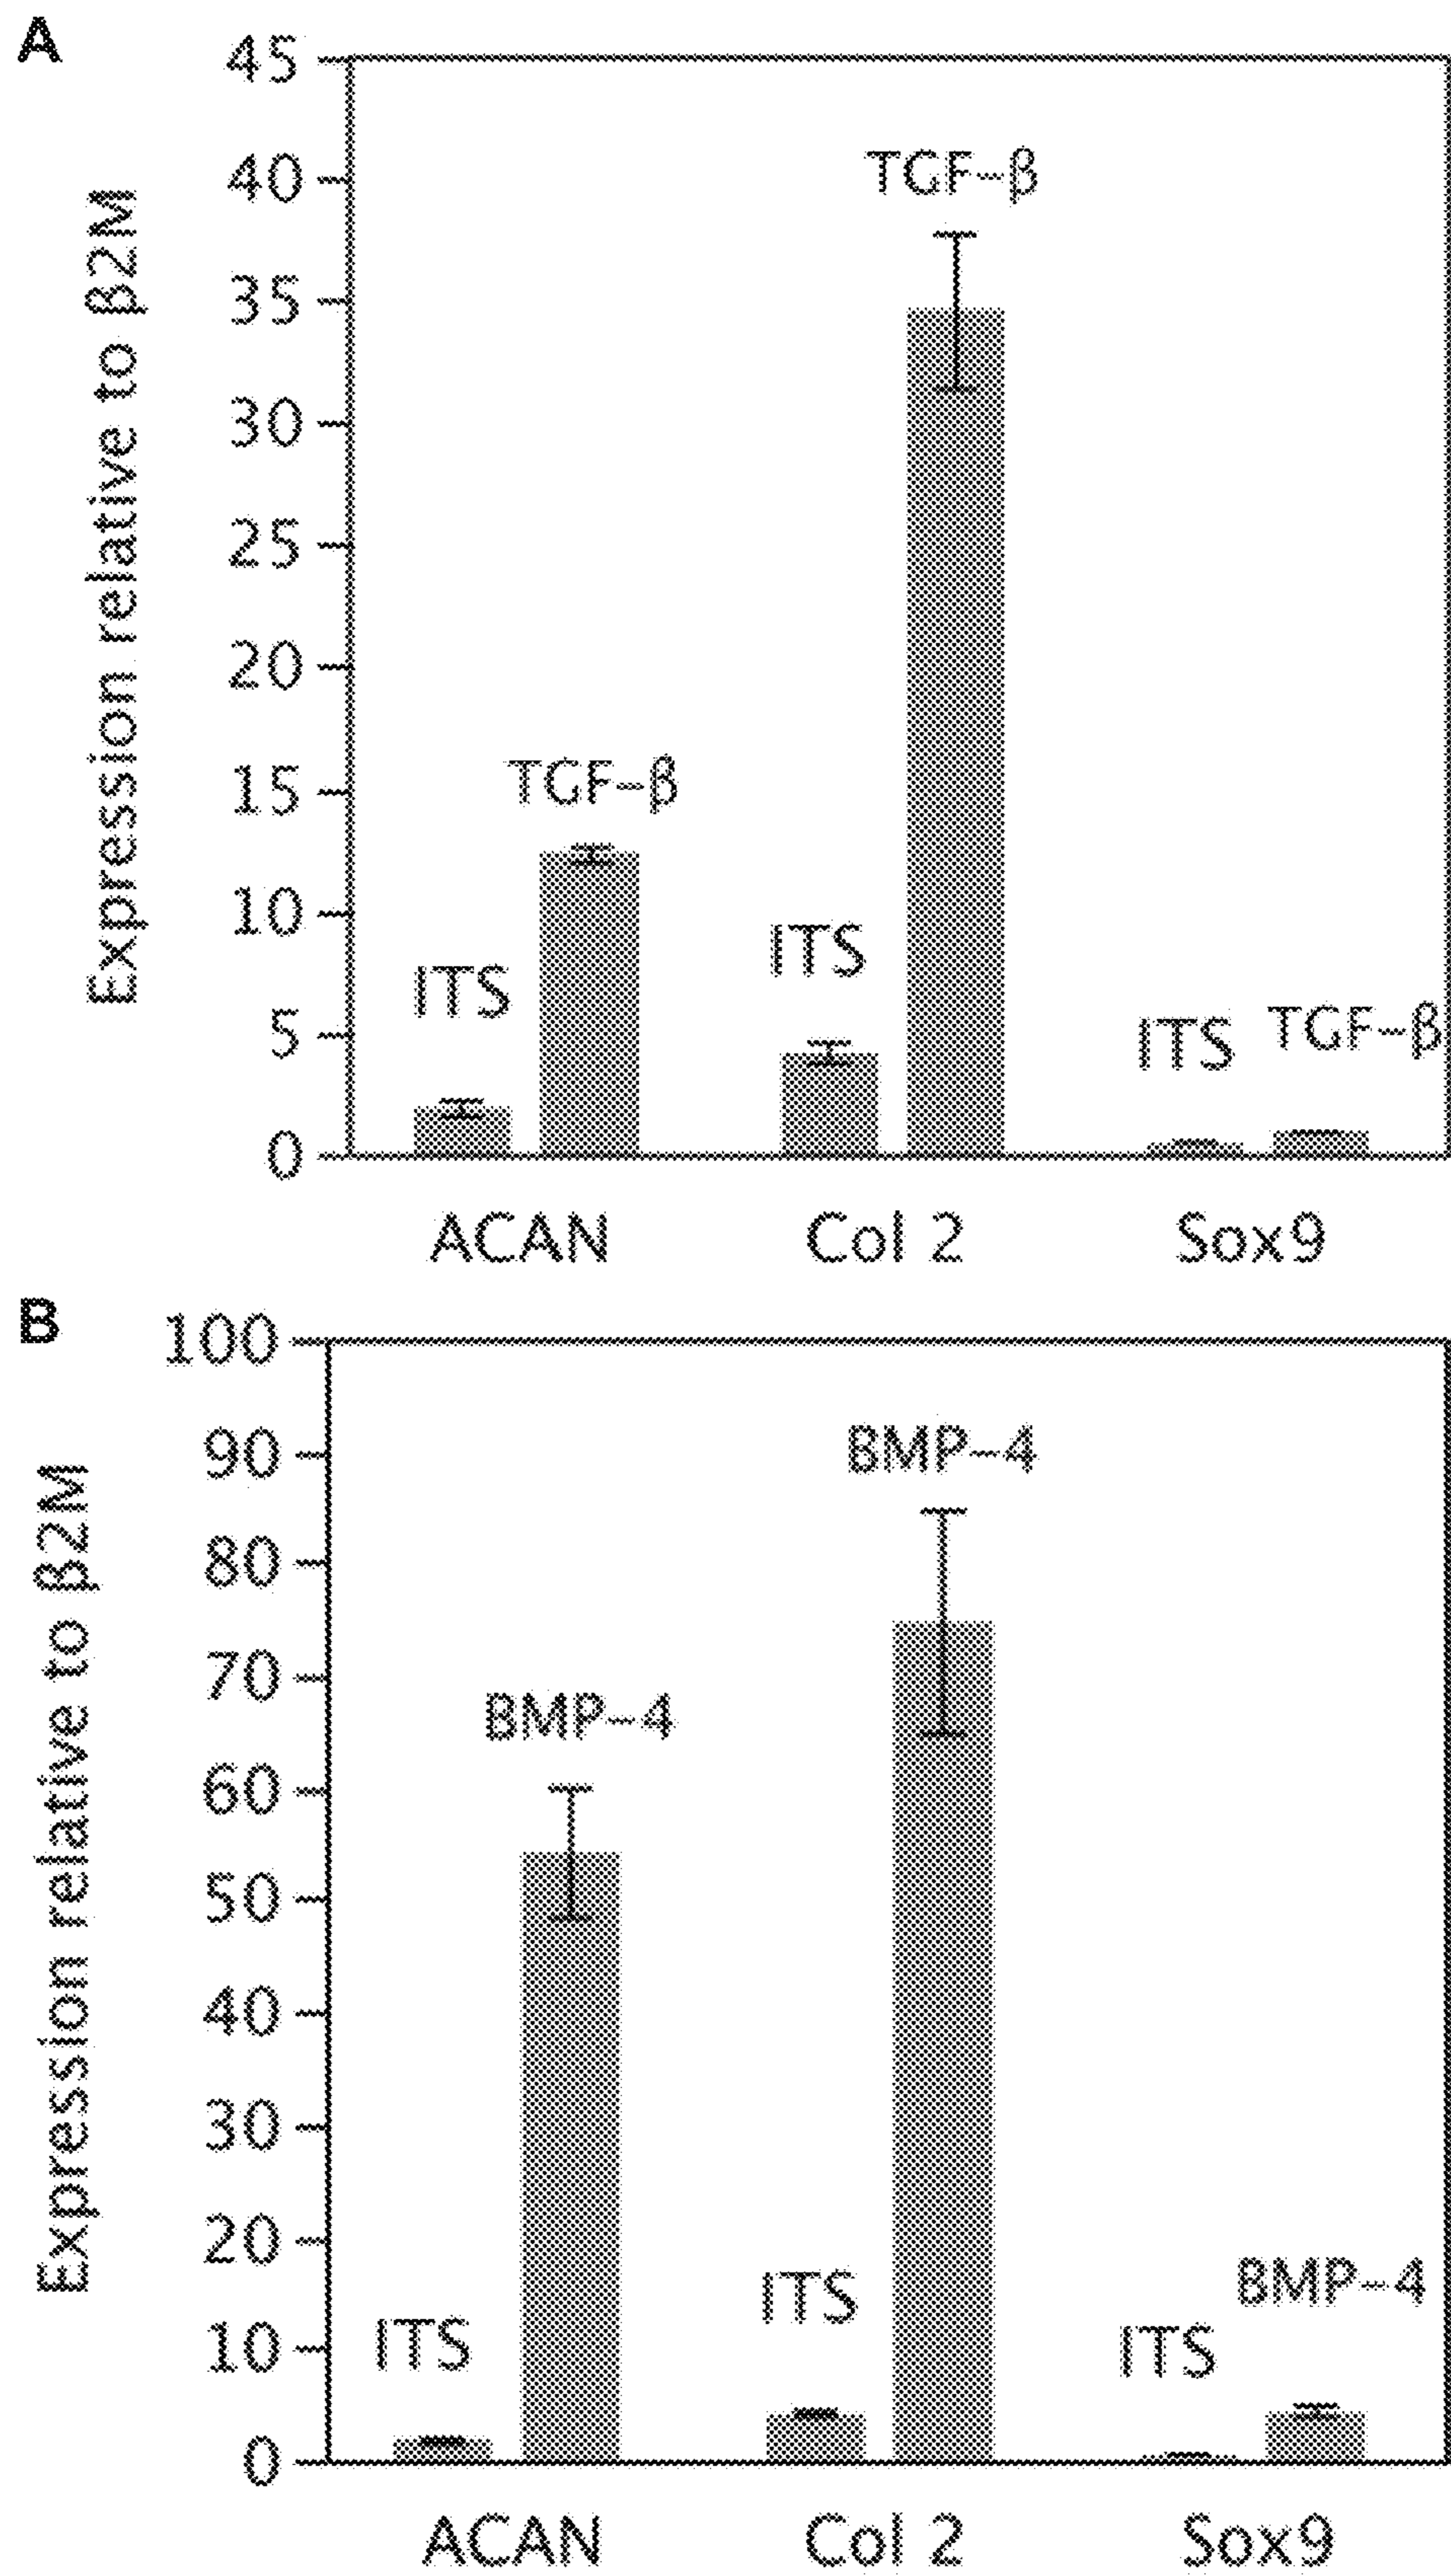 A
Expression relative to β2M
45
40
35
30
25
20
15
10
5
0
TGF-β
TGF-β
ITS
ITS
ITS
TGF-β
ACAN
Col 2
Sox9
B
Expression relative to β2M
100
90
80
70
60
50
40
30
20
10
0
BMP-4
BMP-4
ITS
ITS
ITS
BMP-4
ACAN
Col 2
Sox9